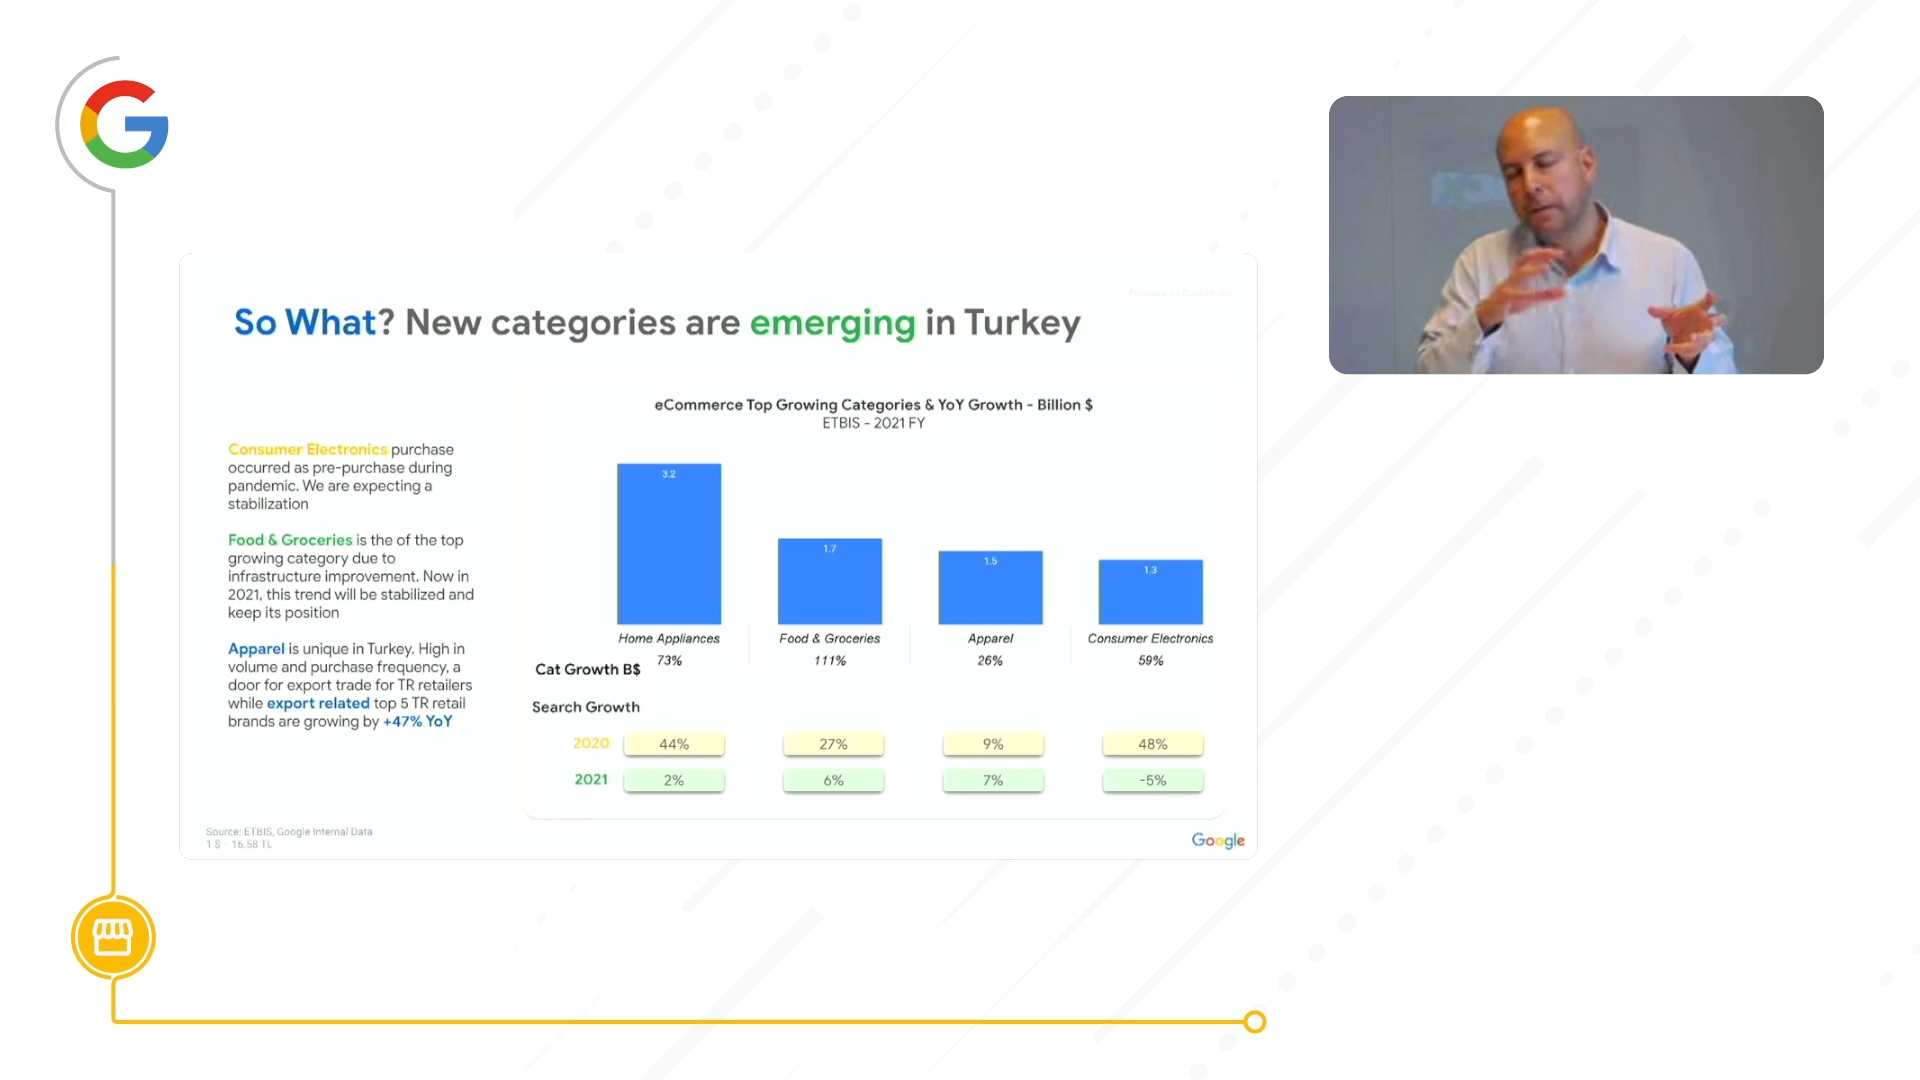 Proprietary + Confidential
So What? New categories are emerging in Turkey
Consumer Electronics purchase
occurred as pre-purchase during
pandemic. We are expecting a
stabilization
Food & Groceries is the of the top
growing category due to
infrastructure improvement. Now in
2021, this trend will be stabilized and
keep its position
Apparel is unique in Turkey. High in
volume and purchase frequency, a
door for export trade for TR retailers
while export related top 5 TR retail
brands are growing by +47% YoY
eCommerce Top Growing Categories & YoY Growth - Billion $
ETBIS - 2021 FY
3.2
1.7
1.5
1.3
Home Appliances Food & Groceries Apparel Consumer Electronics
Cat Growth B$ 73% 111% 26% 59%
Search Growth
2020 44% 27% 9% 48%
2021 2% 6% 7% -5%
Source: ETBIS, Google Internal Data
1 $ 16.58 TL
Google